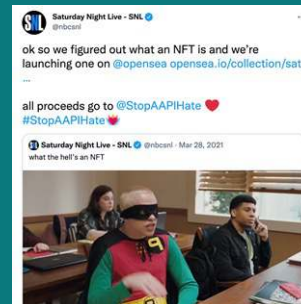 Saturday Night Live - SNL
@nbcsnl
ok so we figured out what an NFT is and we're
launching one on @opensea opensea.io/collection/sat
...
all proceeds go to @StopAAPIHate
#StopAAPIHate
Saturday Night Live - SNL @nbcsnl · Mar 28, 2021
what the hell's an NFT